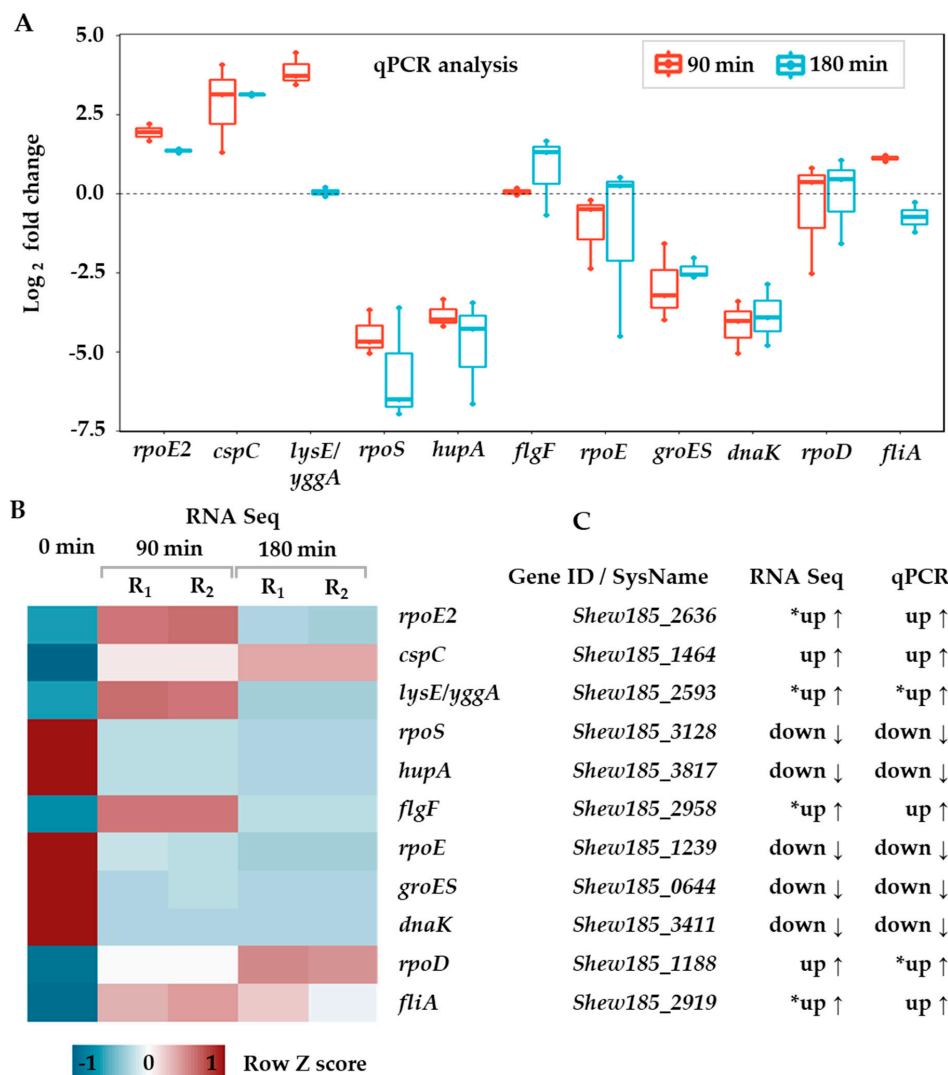 A
qPCR analysis
90 min 180 min
Log 2 fold change
5.0
2.5
0.0
-2.5
-5.0
-7.5
rpoE2 cspC lysE/yggA rpoS hupA flgF rpoE groES dnaK rpoD fliA
B
RNA Seq
0 min 90 min 180 min
R1 R2 R1 R2
C
Gene ID / SysName RNA Seq qPCR
rpoE2 Shew185_2636 *up ↑ up ↑
cspC Shew185_1464 up ↑ up ↑
lysE/yggA Shew185_2593 *up ↑ *up ↑
rpoS Shew185_3128 down ↓ down ↓
hupA Shew185_3817 down ↓ down ↓
flgF Shew185_2958 *up ↑ up ↑
rpoE Shew185_1239 down ↓ down ↓
groES Shew185_0644 down ↓ down ↓
dnaK Shew185_3411 down ↓ down ↓
rpoD Shew185_1188 up ↑ *up ↑
fliA Shew185_2919 *up ↑ up ↑
-1 0 1 Row Z score